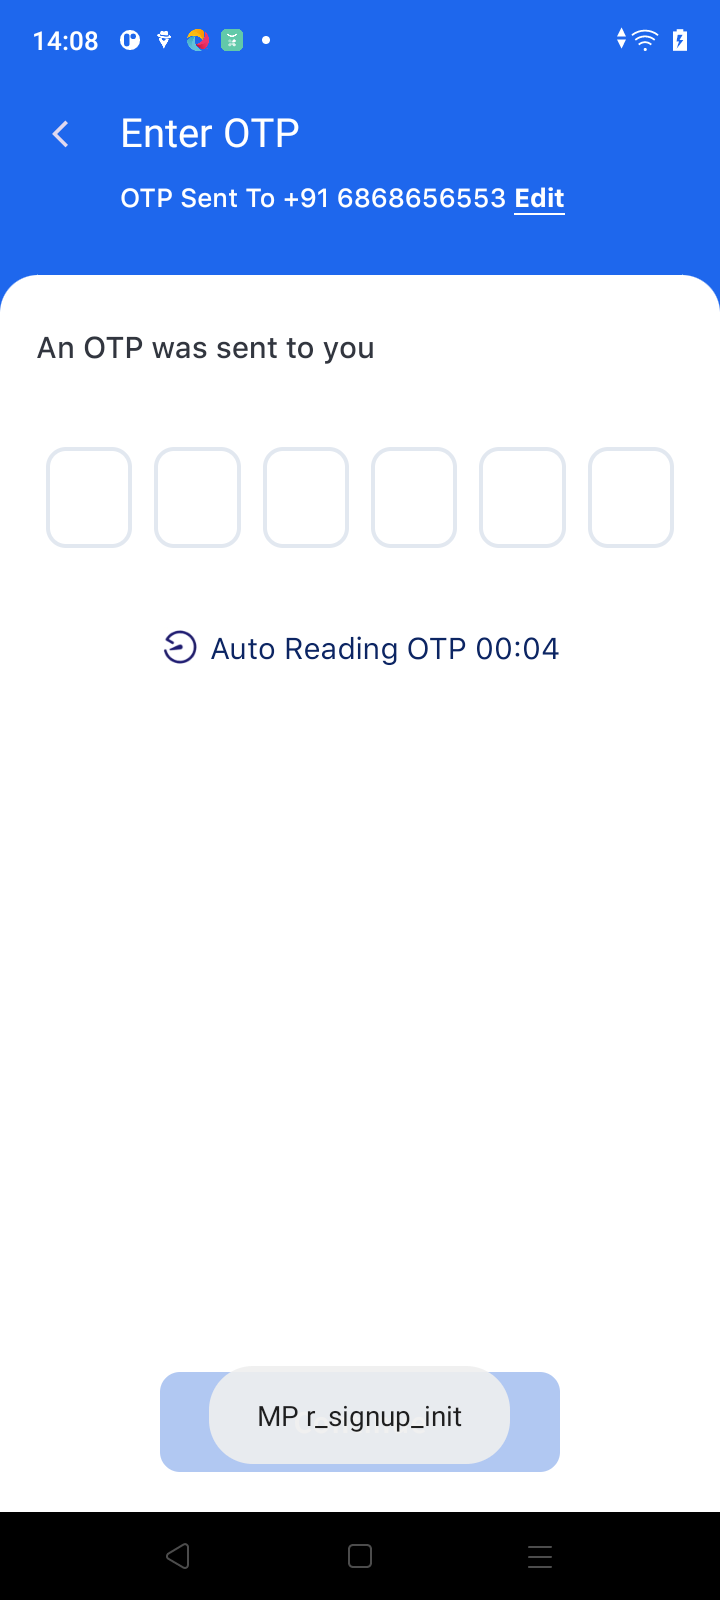 14:08
Enter OTP
OTP Sent To +91 6868656553 Edit
An OTP was sent to you
Auto Reading OTP 00:04
MP r_signup_init